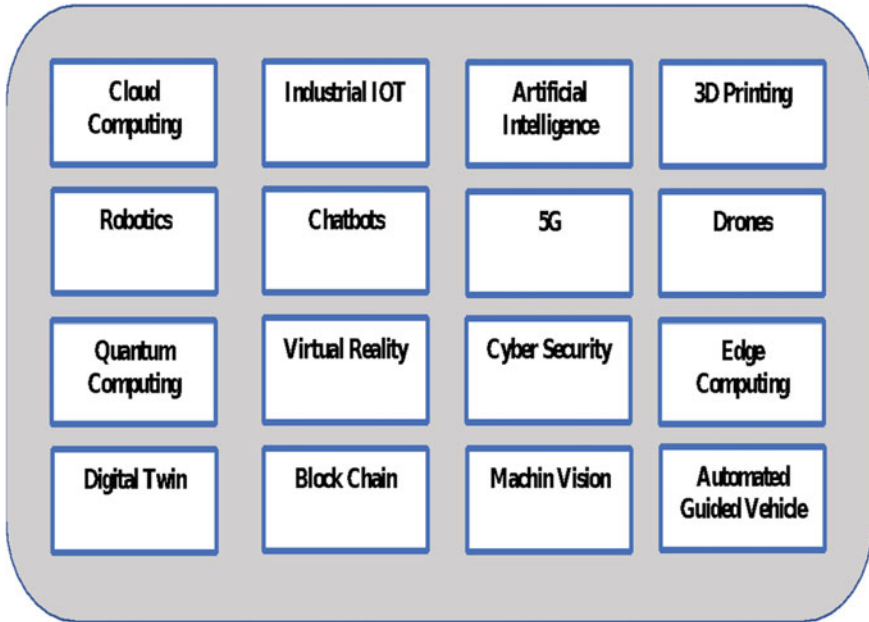 Cloud
Computing
Industrial IOT
Artificial
Intelligence
3D Printing
Robotics
Chatbots
5G
Drones
Quantum
Computing
Virtual Reality
Cyber Security
Edge
Computing
Digital Twin
Block Chain
Machin Vision
Automated
Guided Vehicle